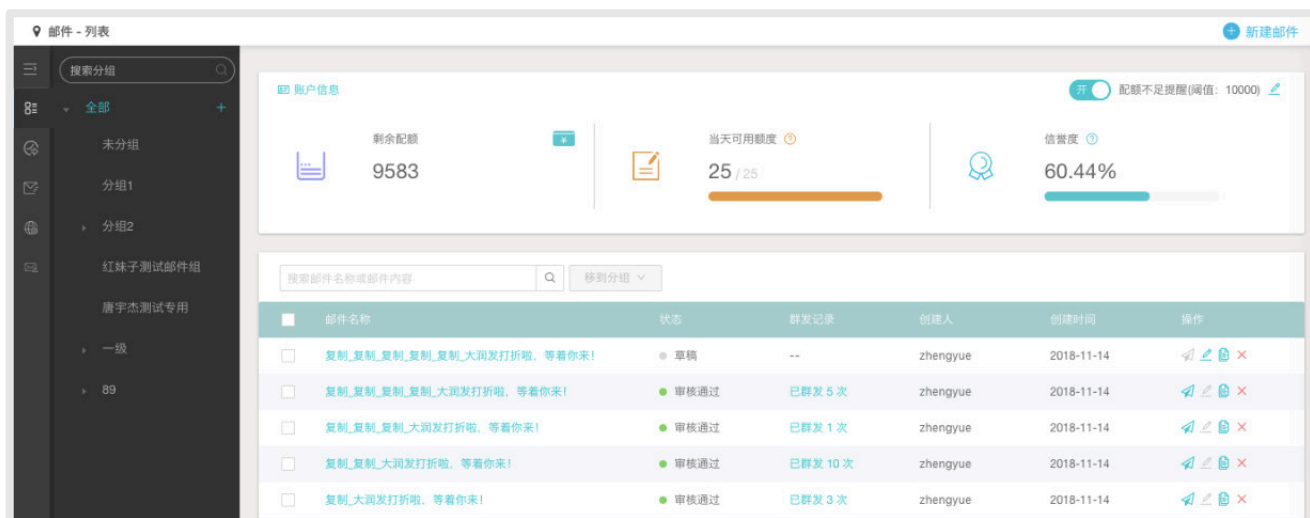 邮件 - 列表
新建邮件
搜索分组
全部
未分组
分组1
分组2
红妹子测试邮件组
唐宇杰测试专用
一级
89
账户信息
开 配额不足提醒(阈值：10000)
剩余配额
¥
9583
当天可用额度
25 / 25
信誉度
60.44%
搜索邮件名称或邮件内容
移到分组
邮件名称 状态 群发记录 创建人 创建时间 操作
复制_复制_复制_复制_复制_大润发打折啦，等着你来！ 草稿 -- zhengyue 2018-11-14
复制_复制_复制_复制_大润发打折啦，等着你来！ 审核通过 已群发 5 次 zhengyue 2018-11-14
复制_复制_复制_大润发打折啦，等着你来！ 审核通过 已群发 1 次 zhengyue 2018-11-14
复制_复制_大润发打折啦，等着你来！ 审核通过 已群发 10 次 zhengyue 2018-11-14
复制_大润发打折啦，等着你来！ 审核通过 已群发 3 次 zhengyue 2018-11-14